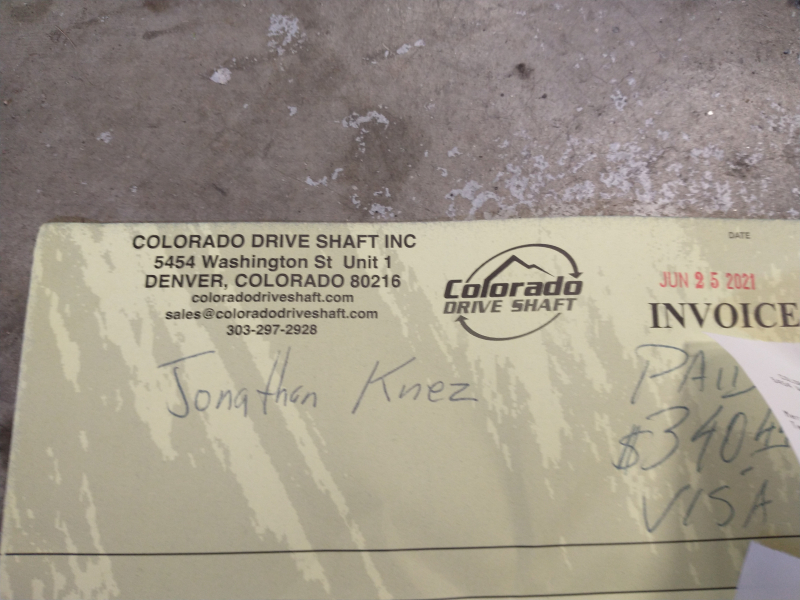 COLORADO DRIVE SHAFT INC
5454 Washington St Unit 1
DENVER, COLORADO 80216
coloradodriveshaft.com
sales@coloradodriveshaft.com
303-297-2928
Colorado
DRIVE SHAFT
DATE
JUN 25 2021
INVOICE
Jonathan Knez
PAID
VISA